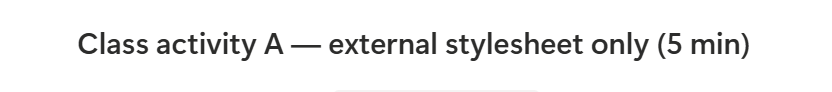 Class activity A — external stylesheet only (5 min)